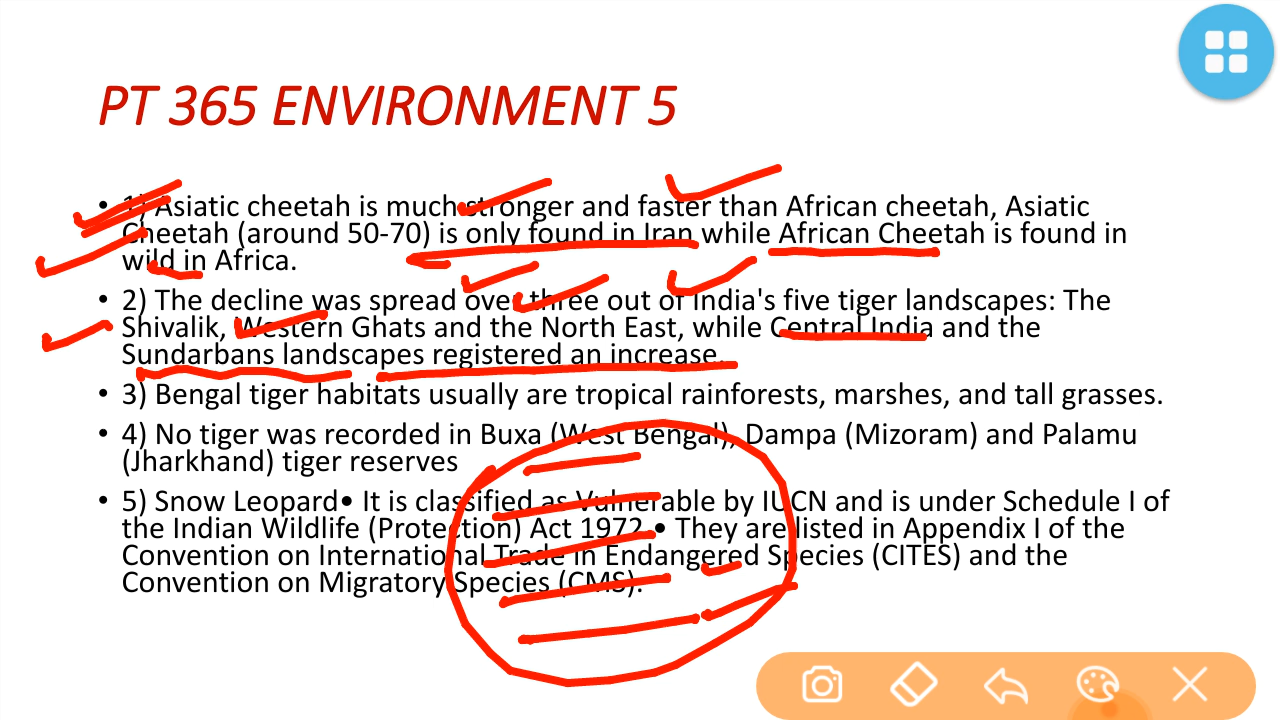 PT 365 ENVIRONMENT 5
• 1) Asiatic cheetah is much stronger and faster than African cheetah, Asiatic
Cheetah (around 50-70) is only found in Iran while African Cheetah is found in
wild in Africa.
• 2) The decline was spread over three out of India's five tiger landscapes: The
Shivalik, Western Ghats and the North East, while Central India and the
Sundarbans landscapes registered an increase.
• 3) Bengal tiger habitats usually are tropical rainforests, marshes, and tall grasses.
• 4) No tiger was recorded in Buxa (West Bengal), Dampa (Mizoram) and Palamu
(Jharkhand) tiger reserves
• 5) Snow Leopard• It is classified as Vulnerable by IUCN and is under Schedule I of
the Indian Wildlife (Protection) Act 1972 • They are listed in Appendix I of the
Convention on International Trade in Endangered Species (CITES) and the
Convention on Migratory Species (CMS).